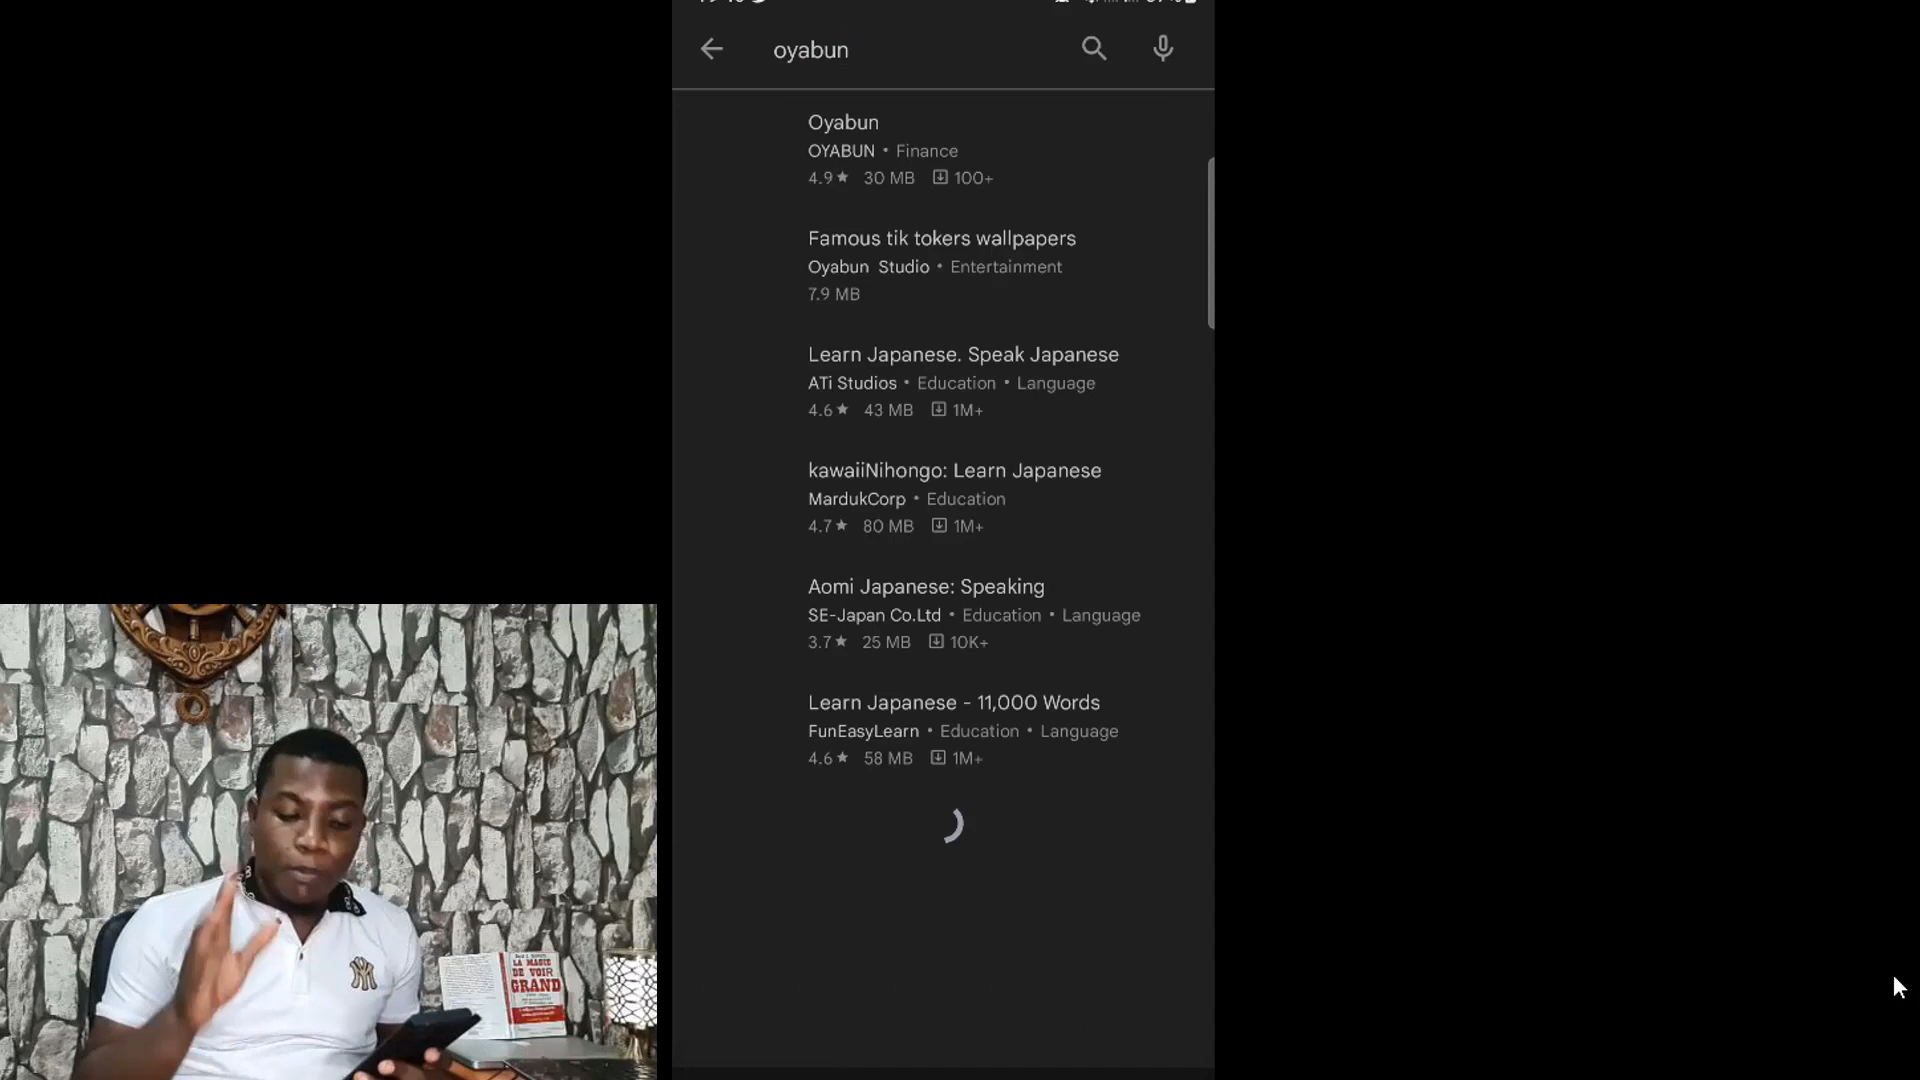 oyabun
Oyabun
OYABUN • Finance
4.9★ 30 MB 100+
Famous tik tokers wallpapers
Oyabun Studio • Entertainment
7.9 MB
Learn Japanese. Speak Japanese
ATi Studios • Education • Language
4.6★ 43 MB 1M+
kawaiiNihongo: Learn Japanese
MardukCorp • Education
4.7★ 80 MB 1M+
Aomi Japanese: Speaking
SE-Japan Co.Ltd • Education • Language
3.7★ 25 MB 10K+
Learn Japanese - 11,000 Words
FunEasyLearn • Education • Language
4.6★ 58 MB 1M+
LA MAGIE
DE VOIR
GRAND